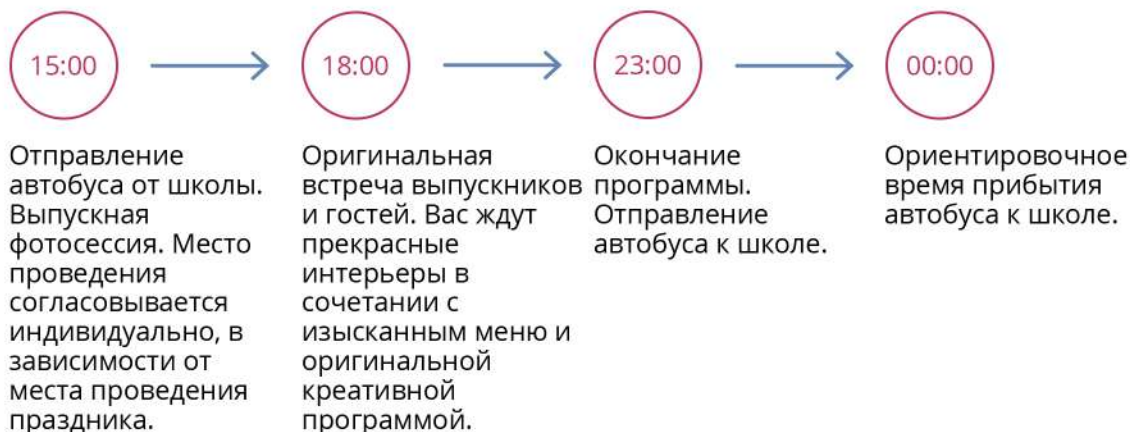 15:00
Отправление
автобуса от школы.
Выпускная
фотосессия. Место
проведения
согласовывается
индивидуально, в
зависимости от
места проведения
праздника.
18:00
Оригинальная
встреча выпускников
и гостей. Вас ждут
прекрасные
интерьеры в
сочетании с
изысканным меню и
оригинальной
креативной
программой.
23:00
Окончание
программы.
Отправление
автобуса к школе.
00:00
Ориентировочное
время прибытия
автобуса к школе.